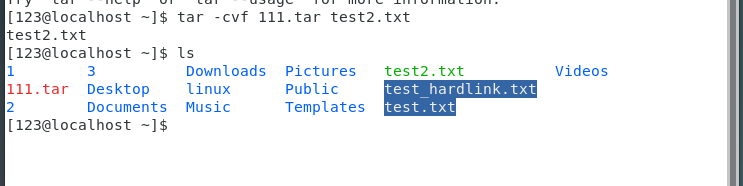 Try `tar --help' or `tar --usage' for more information.
[123@localhost ~]$ tar -cvf 111.tar test2.txt
test2.txt
[123@localhost ~]$ ls
1        3          Downloads  Pictures   test2.txt          Videos
111.tar  Desktop    linux      Public     test_hardlink.txt
2        Documents  Music      Templates  test.txt
[123@localhost ~]$